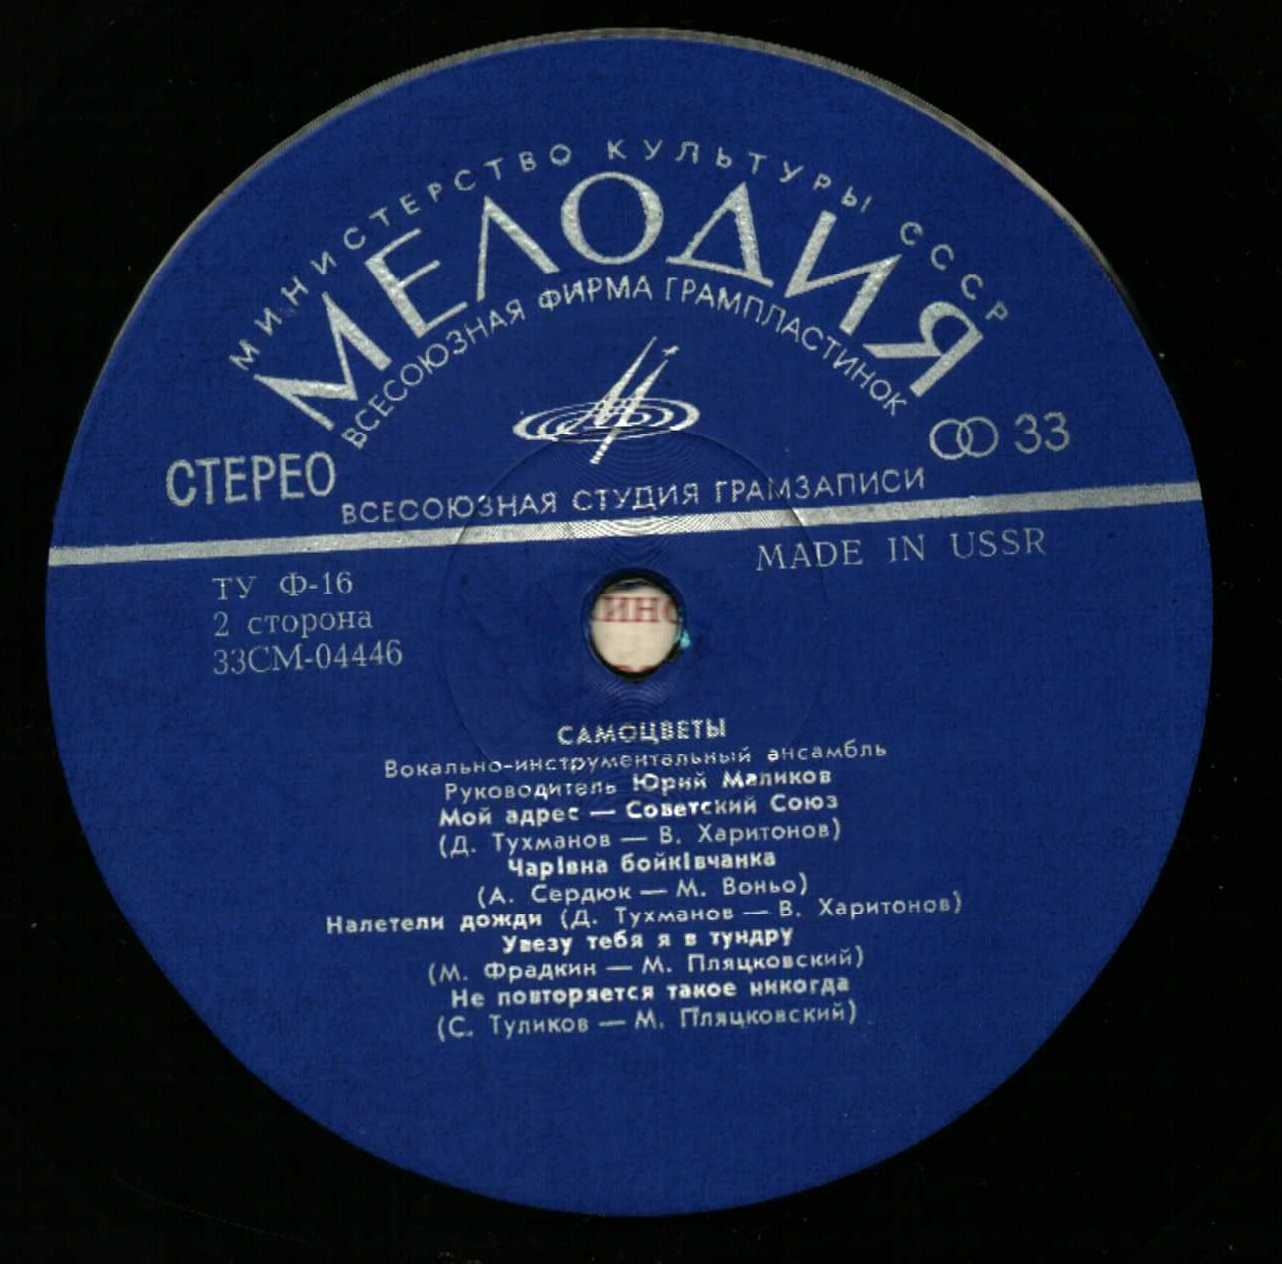 МИНИСТЕРСТВО КУЛЬТУРЫ СССР
МЕЛОДИЯ
ВСЕСОЮЗНАЯ ФИРМА ГРАМПЛАСТИНОК
СТЕРЕО
33
ВСЕСОЮЗНАЯ СТУДИЯ ГРАМЗАПИСИ
MADE IN USSR
ТУ Ф-16
2 сторона
33СМ-04446
ИНО
САМОЦВЕТЫ
Вокально-инструментальный ансамбль
Руководитель Юрий Маликов
Мой адрес — Советский Союз
(Д. Тухманов — В. Харитонов)
Чарівна бойківчанка
(А. Сердюк — М. Воньо)
Налетели дожди (Д. Тухманов — В. Харитонов)
Увезу тебя я в тундру
(М. Фрадкин — М. Пляцковский)
Не повторяется такое никогда
(С. Туликов — М. Пляцковский)